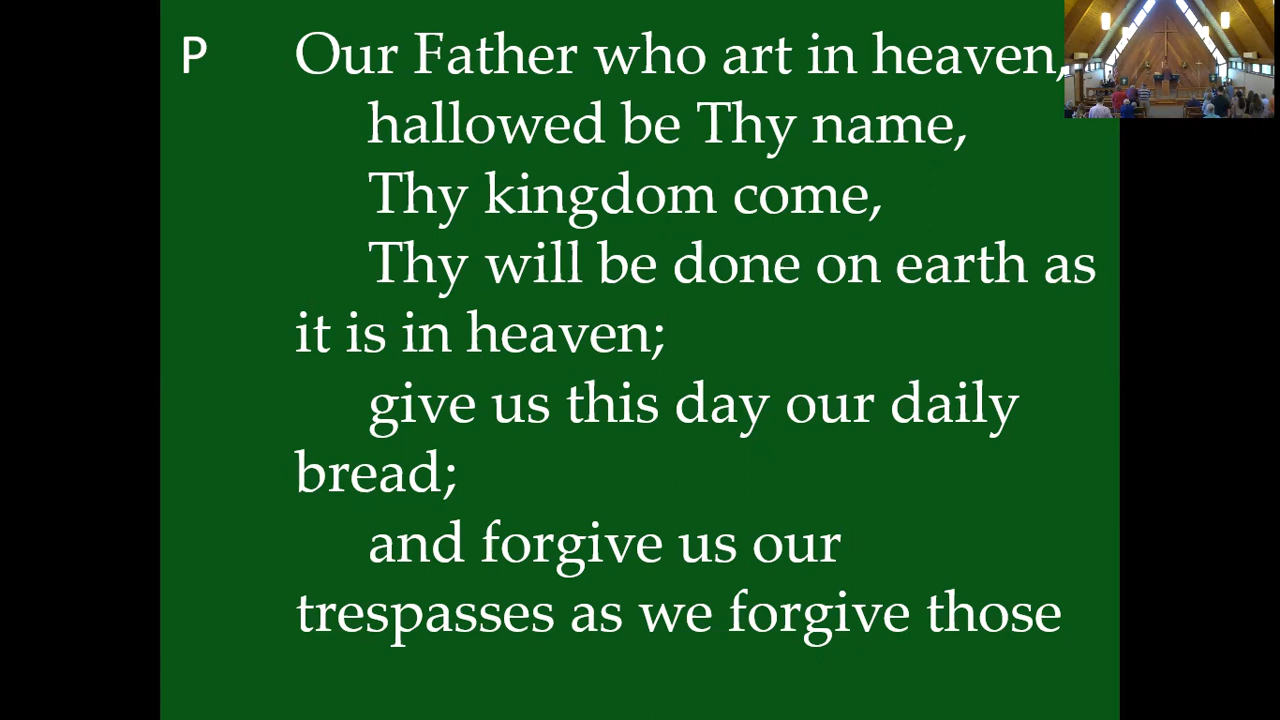 P Our Father who art in heaven,
hallowed be Thy name,
Thy kingdom come,
Thy will be done on earth as
it is in heaven;
give us this day our daily
bread;
and forgive us our
trespasses as we forgive those